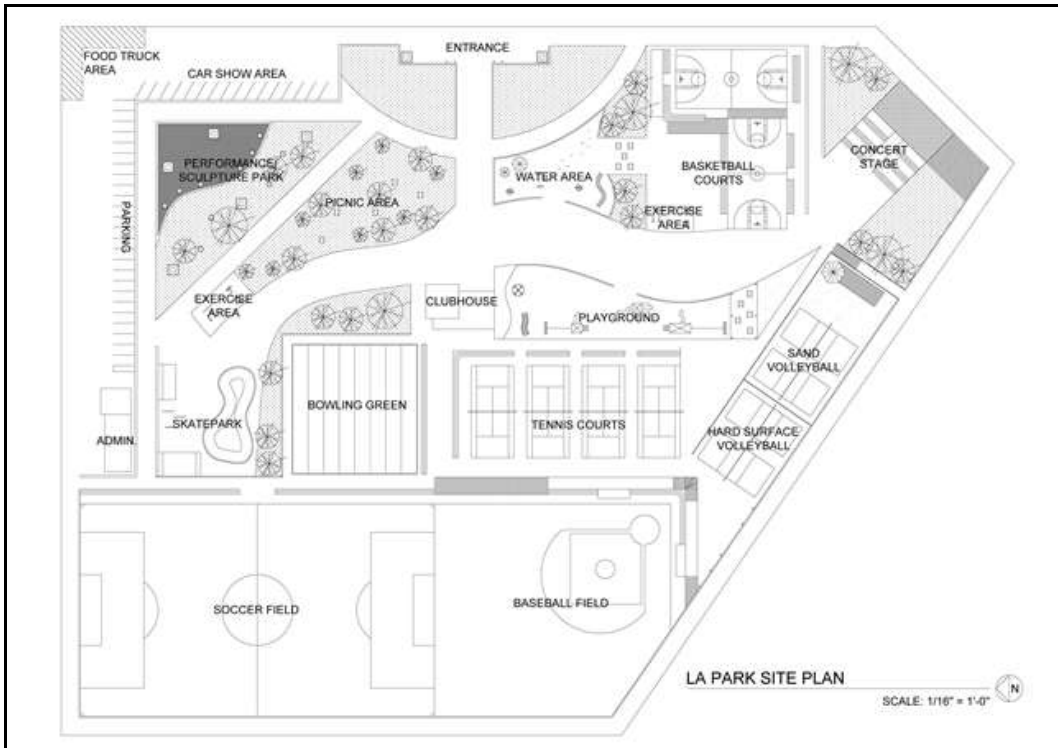 FOOD TRUCK
AREA
ENTRANCE
CAR SHOW AREA
PERFORMANCE/
SCULPTURE PARK
PICNIC AREA
WATER AREA
BASKETBALL
COURTS
CONCERT
STAGE
PARKING
EXERCISE
AREA
EXERCISE
AREA
CLUBHOUSE
PLAYGROUND
SAND
VOLLEYBALL
BOWLING GREEN
SKATEPARK
TENNIS COURTS
HARD SURFACE
VOLLEYBALL
ADMIN.
SOCCER FIELD
BASEBALL FIELD
LA PARK SITE PLAN
N
SCALE: 1/16" = 1'-0"